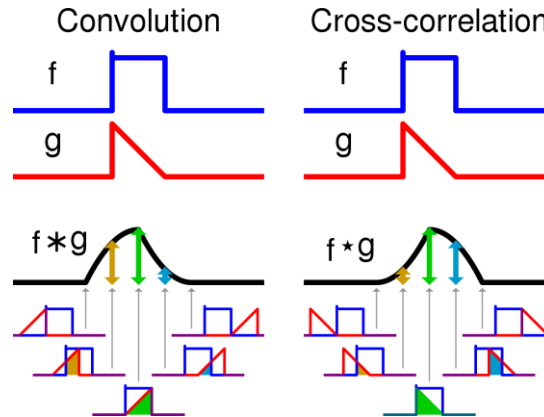 Convolution
f
g
f∗g
Cross-correlation
f
g
f⋆g